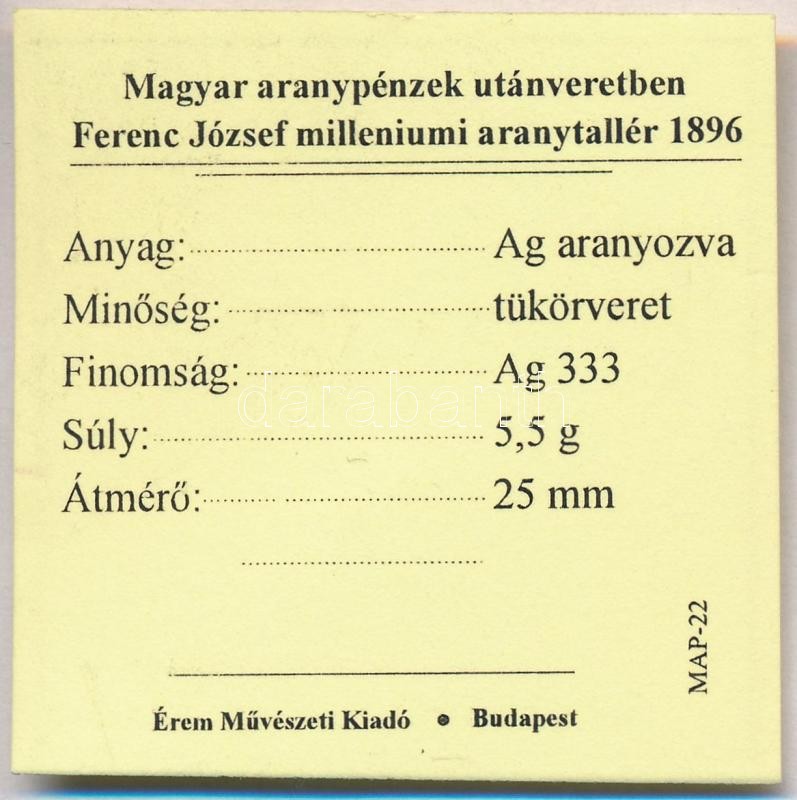 Magyar aranypénzek utánveretben
Ferenc József milleniumi aranytallér 1896
Anyag: Ag aranyozva
Minőség: tükörveret
Finomság: Ag 333
Súly: 5,5 g
Átmérő: 25 mm
MAP-22
Érem Művészeti Kiadó • Budapest